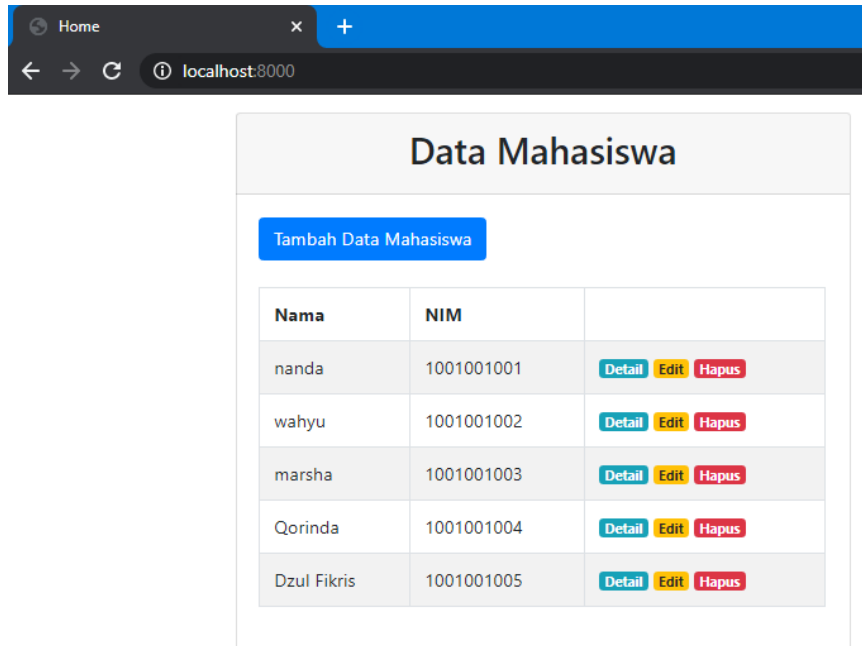 Home
localhost:8000
Data Mahasiswa
Tambah Data Mahasiswa
Nama NIM
nanda 1001001001 Detail Edit Hapus
wahyu 1001001002 Detail Edit Hapus
marsha 1001001003 Detail Edit Hapus
Qorinda 1001001004 Detail Edit Hapus
Dzul Fikris 1001001005 Detail Edit Hapus